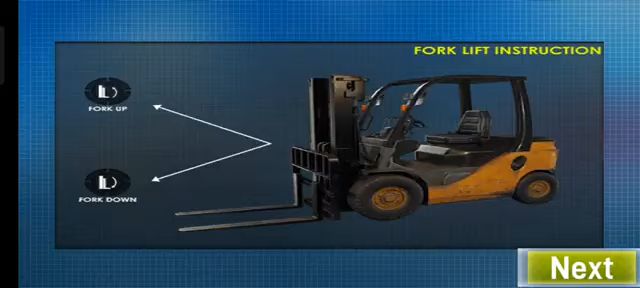 FORK LIFT INSTRUCTION
FORK UP
FORK DOWN
Next